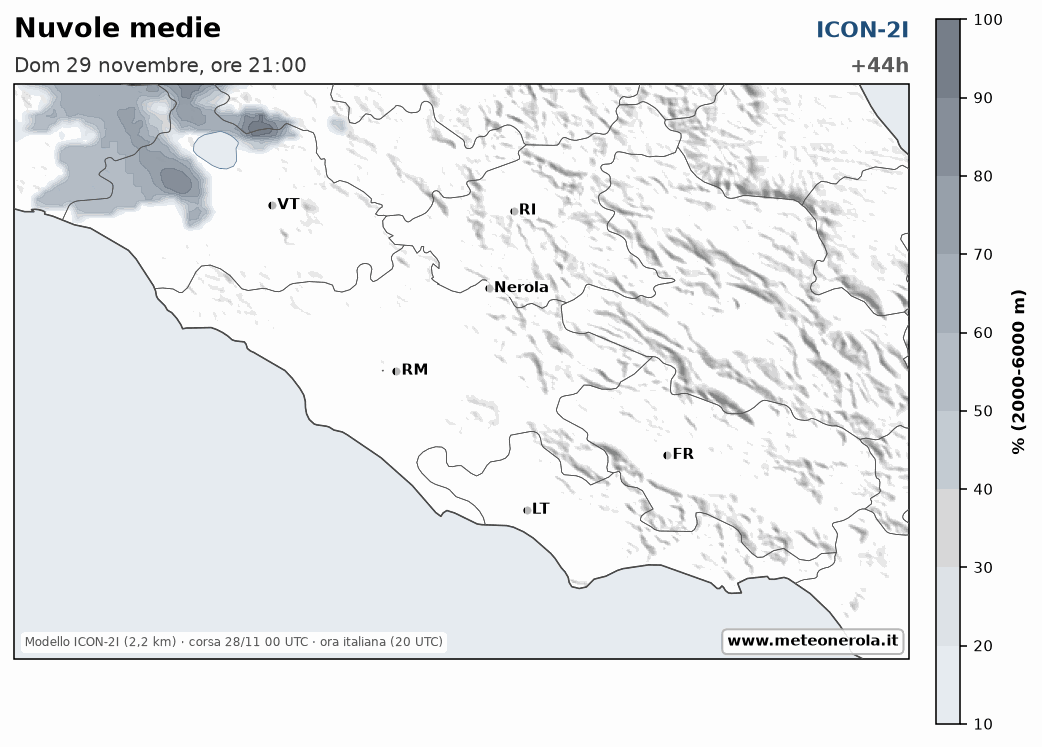 Nuvole medie
ICON-2I
Dom 29 novembre, ore 21:00
+44h
100
90
80
70
60
50
40
30
20
10
% (2000-6000 m)
VT
RI
Nerola
RM
FR
LT
Modello ICON-2I (2,2 km) · corsa 28/11 00 UTC · ora italiana (20 UTC)
www.meteonerola.it